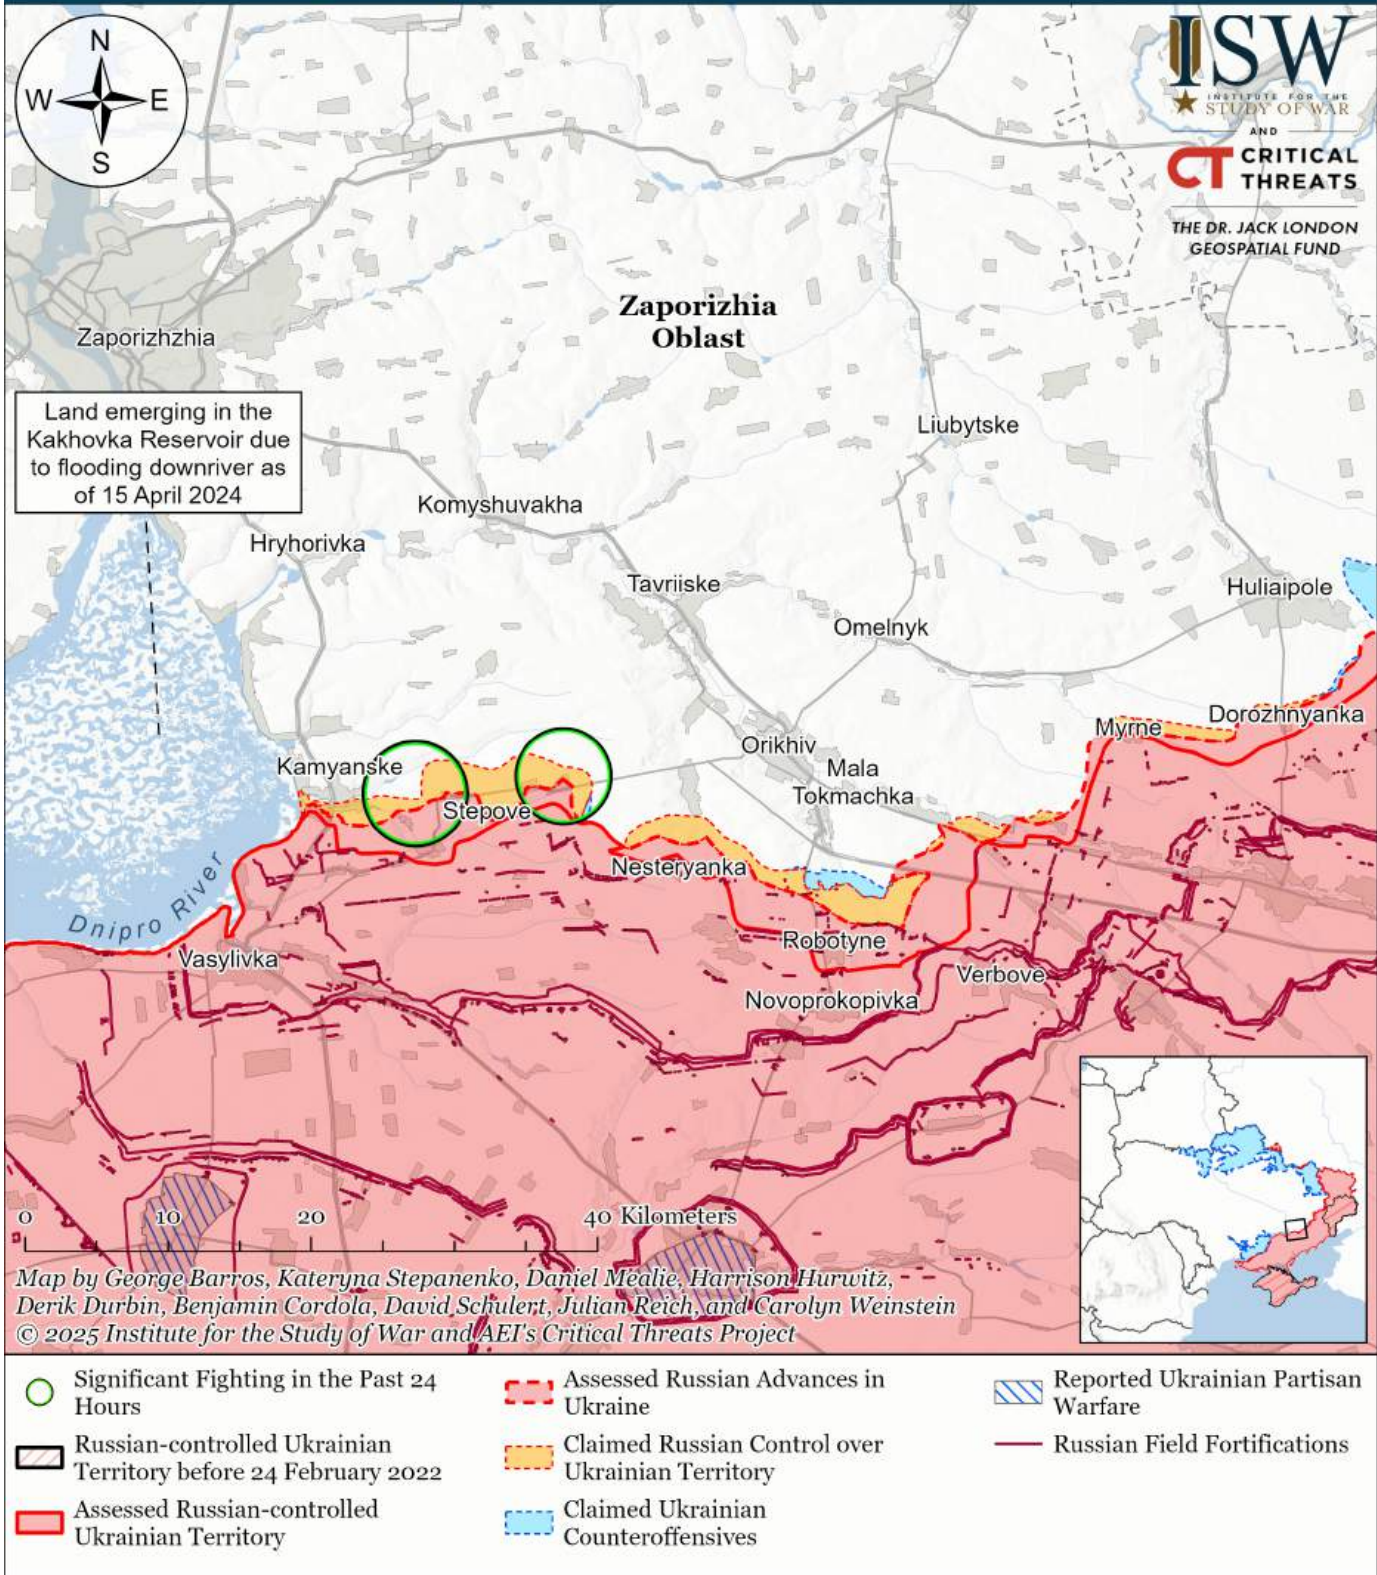 N
W
E
S
ISW
INSTITUTE FOR THE
STUDY OF WAR
AND
CT CRITICAL
THREATS
THE DR. JACK LONDON
GEOSPATIAL FUND
Zaporizhia
Oblast
Zaporizhzhia
Land emerging in the
Kakhovka Reservoir due
to flooding downriver as
of 15 April 2024
Liubytske
Komyshuvakha
Hryhorivka
Tavriiske
Huliaipole
Omelnyk
Dorozhnyanka
Myrne
Orikhiv
Kamyanske
Mala
Tokmachka
Stepove
Nesteryanka
Dnipro River
Robotyne
Vasylivka
Verbove
Novoprokopivka
0 10 20 40 Kilometers
Map by George Barros, Kateryna Stepanenko, Daniel Mealie, Harrison Hurwitz,
Derik Durbin, Benjamin Cordola, David Schulert, Julian Reich, and Carolyn Weinstein
© 2025 Institute for the Study of War and AEI's Critical Threats Project
Significant Fighting in the Past 24
Hours
Russian-controlled Ukrainian
Territory before 24 February 2022
Assessed Russian-controlled
Ukrainian Territory
Assessed Russian Advances in
Ukraine
Claimed Russian Control over
Ukrainian Territory
Claimed Ukrainian
Counteroffensives
Reported Ukrainian Partisan
Warfare
Russian Field Fortifications